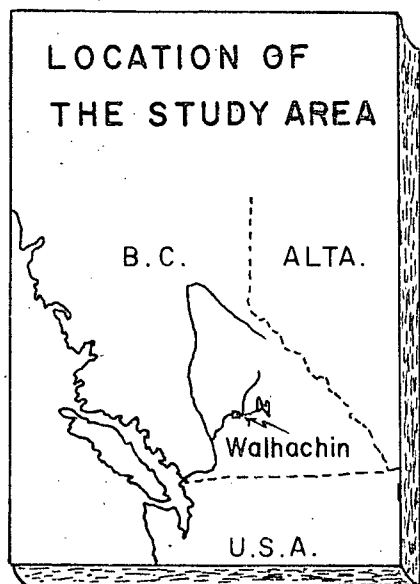 LOCATION OF
THE STUDY AREA
B.C. ALTA.
Walhachin
U.S.A.